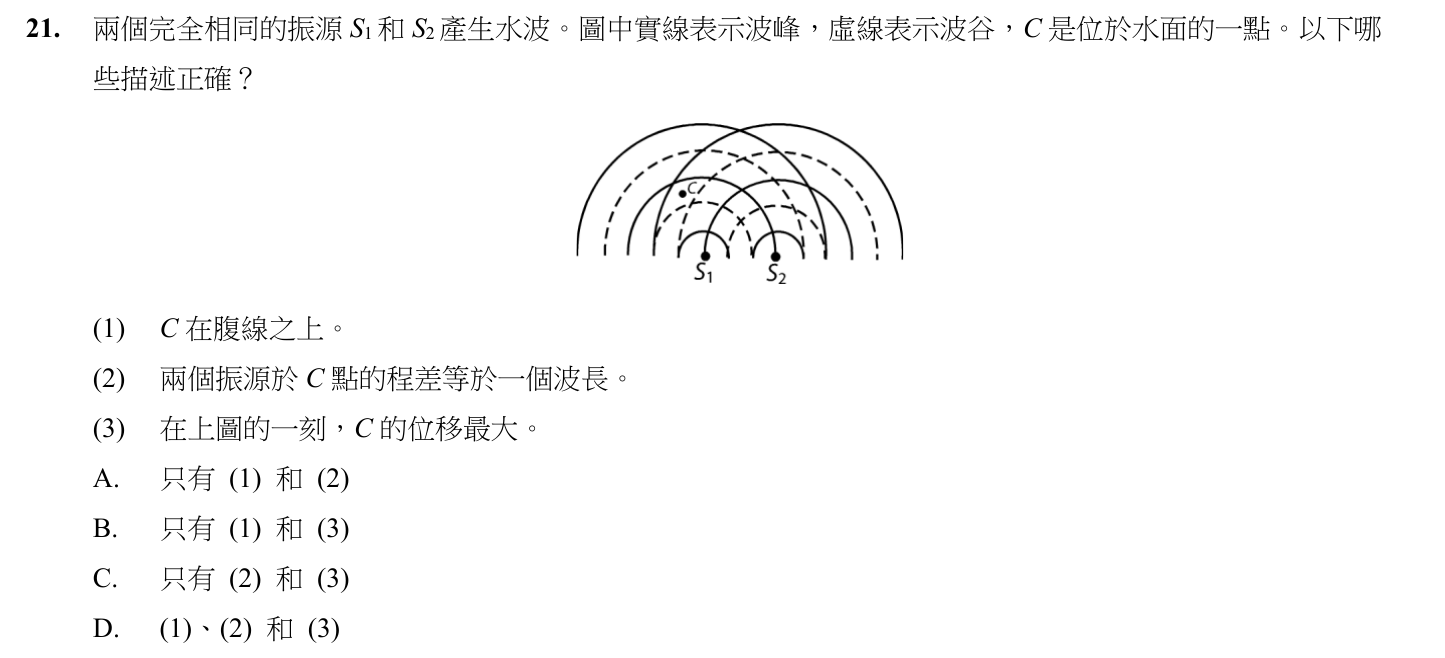 21. 兩個完全相同的振源 S1 和 S2 產生水波。圖中實線表示波峰，虛線表示波谷，C 是位於水面的一點。以下哪
些描述正確？
C
S1 S2
(1) C 在腹線之上。
(2) 兩個振源於 C 點的程差等於一個波長。
(3) 在上圖的一刻，C 的位移最大。
A. 只有 (1) 和 (2)
B. 只有 (1) 和 (3)
C. 只有 (2) 和 (3)
D. (1)、(2) 和 (3)